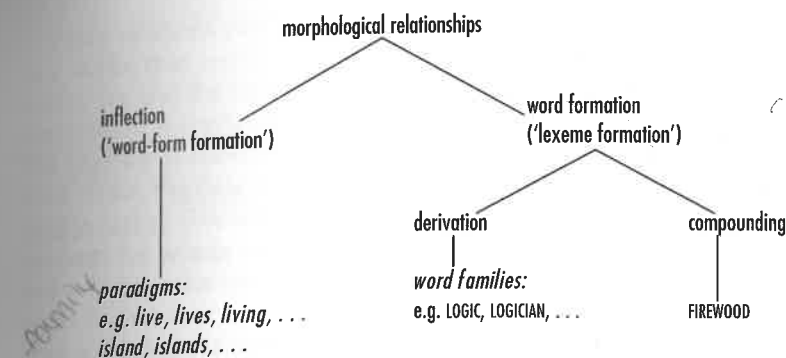 morphological relationships
inflection
('word-form formation')
word formation
('lexeme formation')
derivation
compounding
paradigms:
e.g. live, lives, living, . . .
island, islands, . . .
word families:
e.g. LOGIC, LOGICIAN, . . .
FIREWOOD